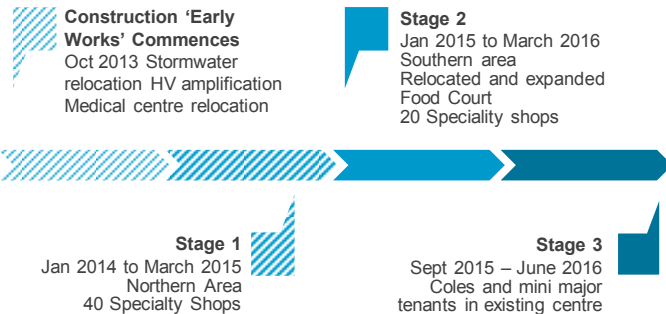 Construction ‘Early
Works’ Commences
Oct 2013 Stormwater
relocation HV amplification
Medical centre relocation
Stage 2
Jan 2015 to March 2016
Southern area
Relocated and expanded
Food Court
20 Speciality shops
Stage 1
Jan 2014 to March 2015
Northern Area
40 Specialty Shops
Stage 3
Sept 2015 – June 2016
Coles and mini major
tenants in existing centre